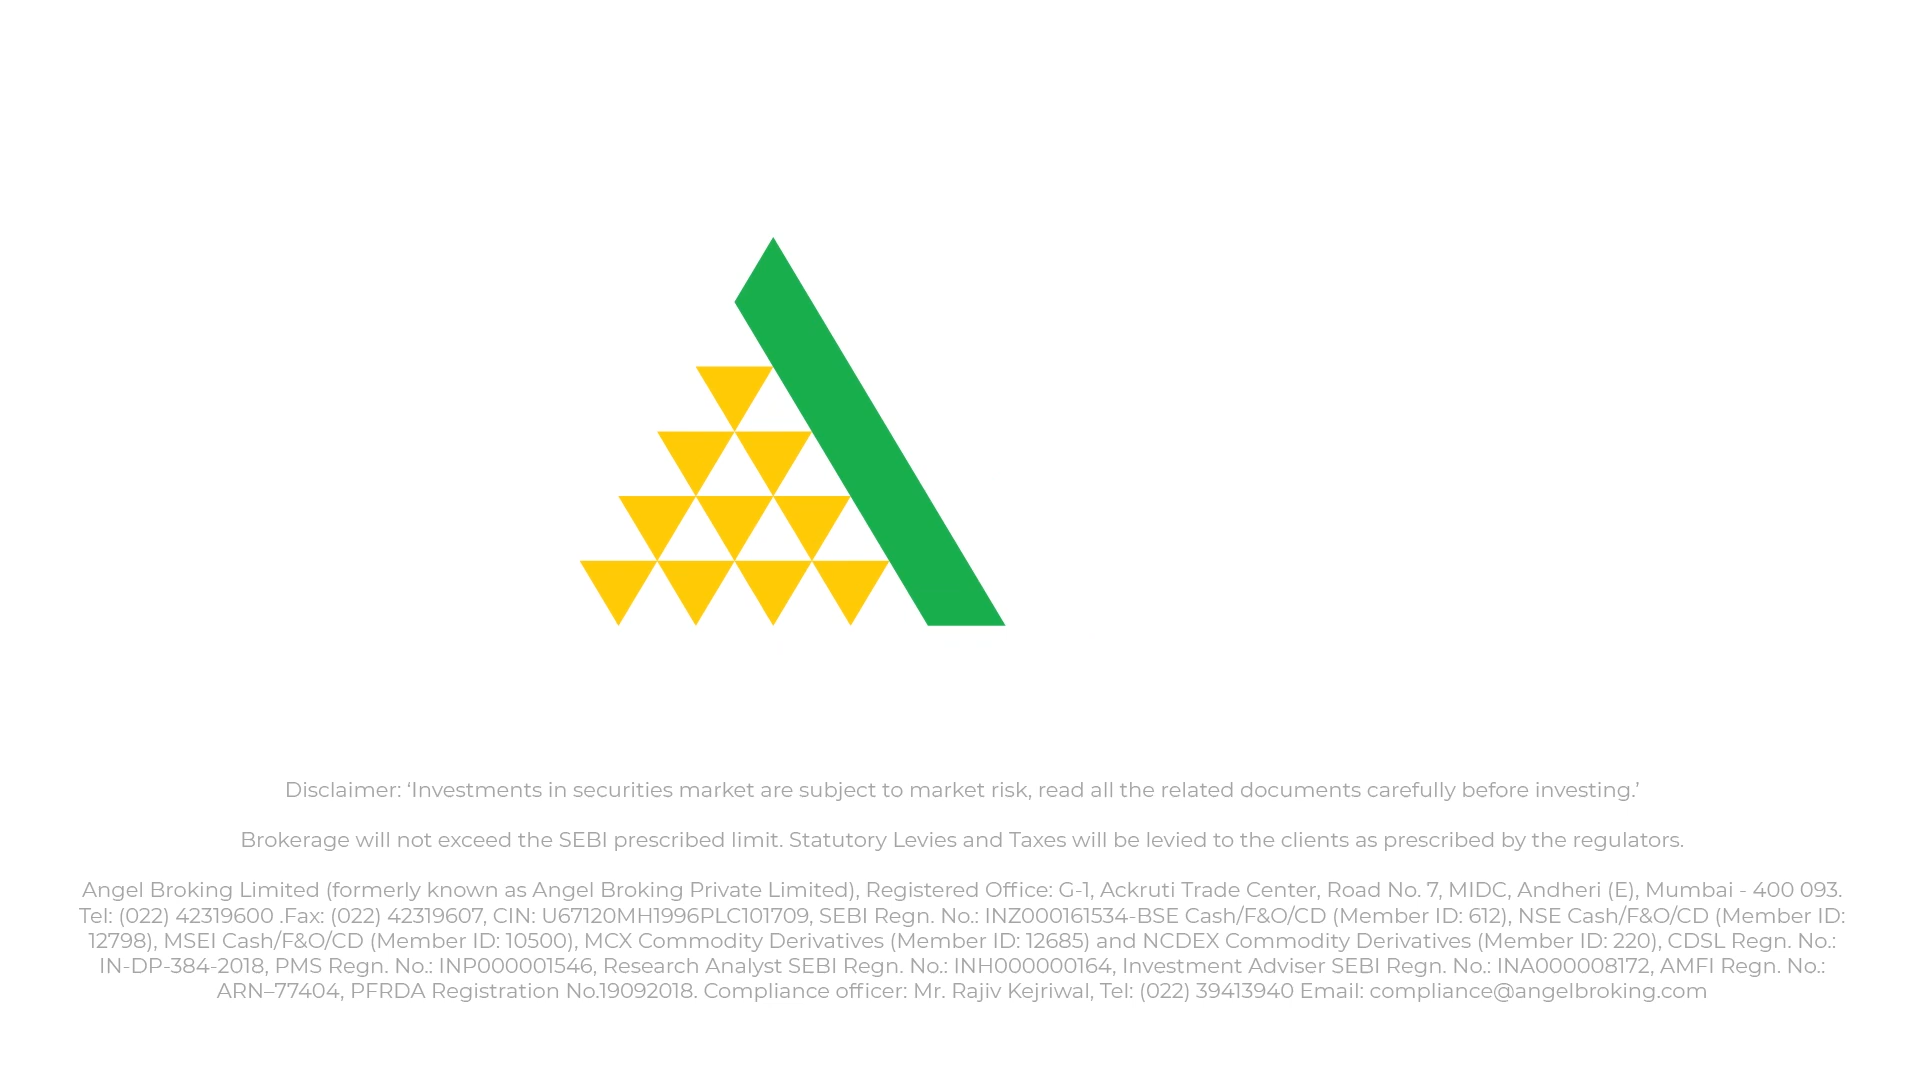 Disclaimer: ‘Investments in securities market are subject to market risk, read all the related documents carefully before investing.’
Brokerage will not exceed the SEBI prescribed limit. Statutory Levies and Taxes will be levied to the clients as prescribed by the regulators.
Angel Broking Limited (formerly known as Angel Broking Private Limited), Registered Office: G-1, Ackruti Trade Center, Road No. 7, MIDC, Andheri (E), Mumbai - 400 093.
Tel: (022) 42319600 .Fax: (022) 42319607, CIN: U67120MH1996PLC101709, SEBI Regn. No.: INZ000161534-BSE Cash/F&O/CD (Member ID: 612), NSE Cash/F&O/CD (Member ID:
12798), MSEI Cash/F&O/CD (Member ID: 10500), MCX Commodity Derivatives (Member ID: 12685) and NCDEX Commodity Derivatives (Member ID: 220), CDSL Regn. No.:
IN-DP-384-2018, PMS Regn. No.: INP000001546, Research Analyst SEBI Regn. No.: INH000000164, Investment Adviser SEBI Regn. No.: INA000008172, AMFI Regn. No.:
ARN–77404, PFRDA Registration No.19092018. Compliance officer: Mr. Rajiv Kejriwal, Tel: (022) 39413940 Email: compliance@angelbroking.com